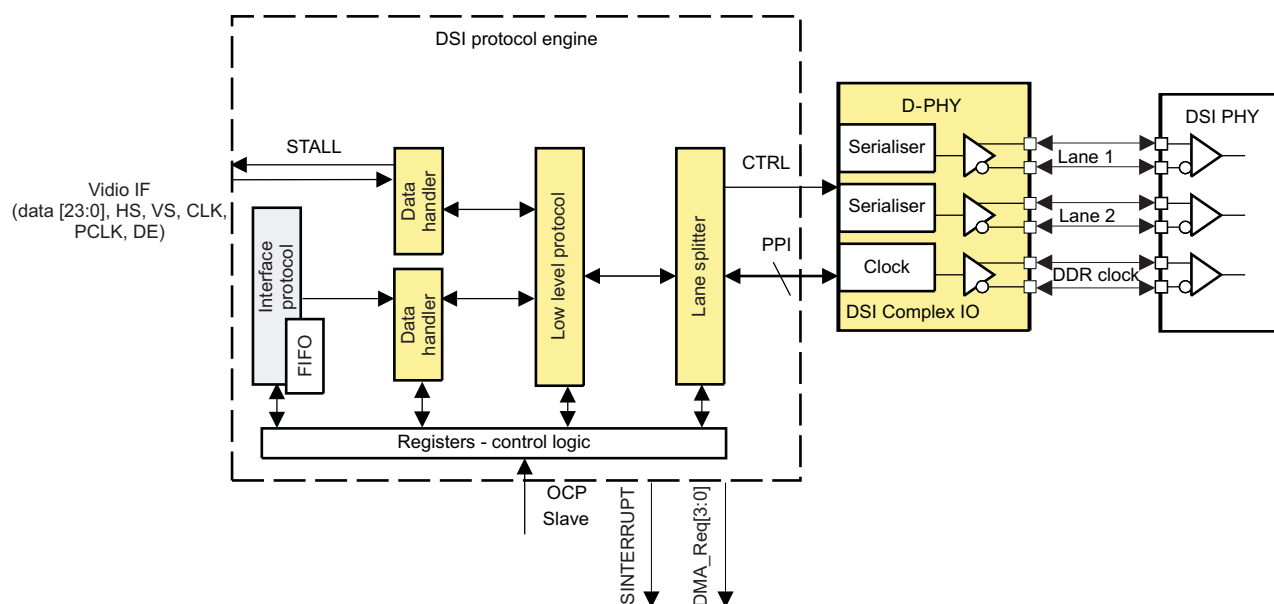 DSI protocol engine
D-PHY
DSI PHY
STALL
Serialiser
Lane 1
CTRL
Vidio IF
(data [23:0], HS, VS, CLK,
PCLK, DE)
Data
handler
Serialiser
Lane 2
Interface
protocol
FIFO
Data
handler
Low level protocol
Lane splitter
PPI
Clock
DDR clock
DSI Complex IO
Registers - control logic
OCP
Slave
SINTERRUPT
DMA_Req[3:0]